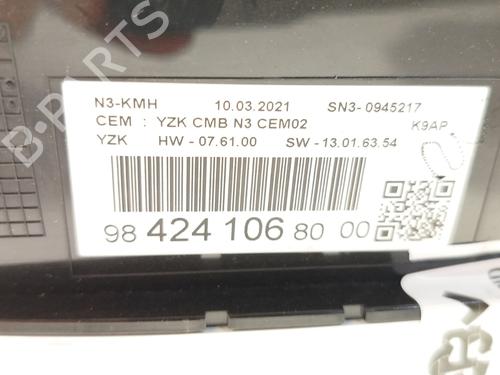 B-PARTS
N3-KMH 10.03.2021 SN3- 0945217
CEM : YZK CMB N3 CEM02 K9AP
YZK HW - 07.61.00 SW - 13.01.63.54
98 424 106 80 00